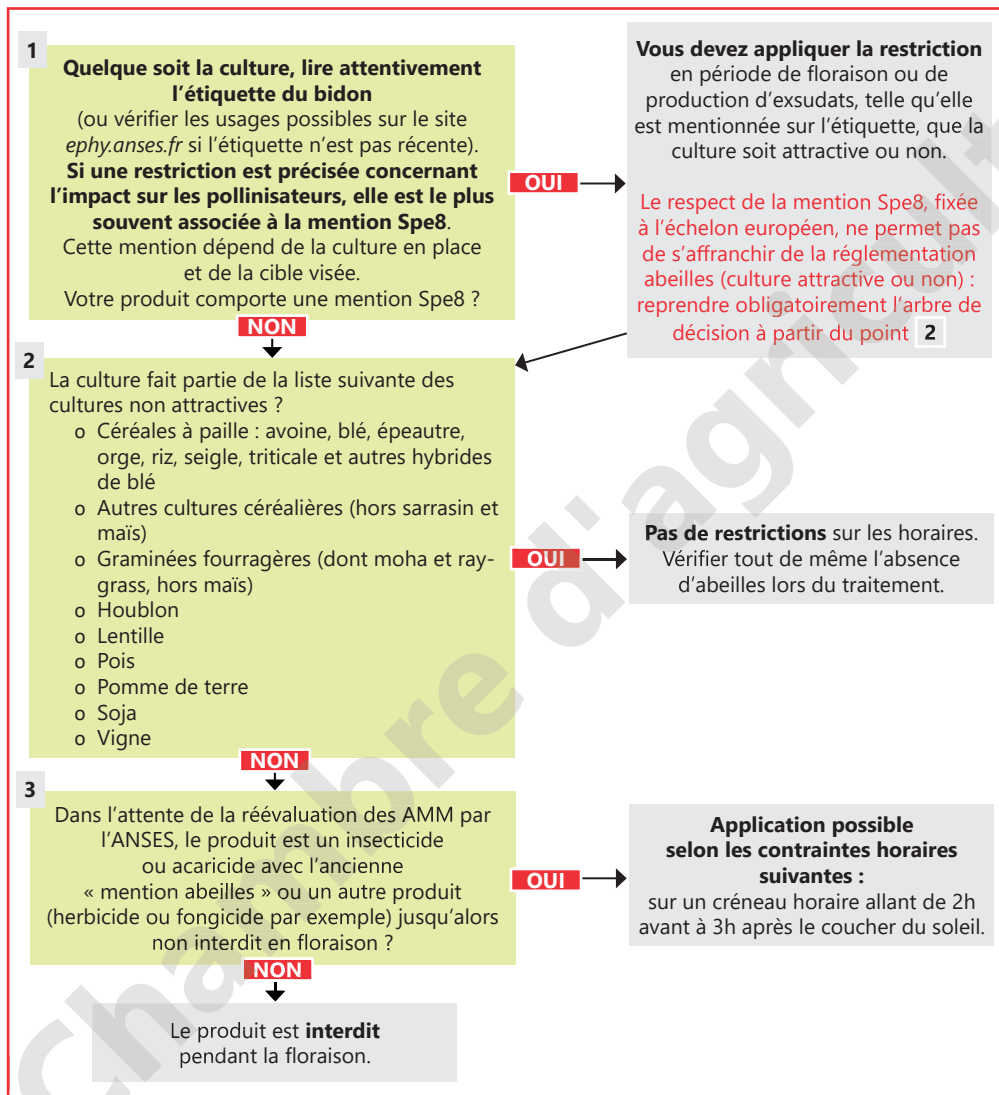 1
Quelque soit la culture, lire attentivement
l'étiquette du bidon
(ou vérifier les usages possibles sur le site
ephy.anses.fr si l'étiquette n'est pas récente).
Si une restriction est précisée concernant
l'impact sur les pollinisateurs, elle est le plus
souvent associée à la mention Spe8.
Cette mention dépend de la culture en place
et de la cible visée.
Votre produit comporte une mention Spe8 ?
OUI
Vous devez appliquer la restriction
en période de floraison ou de
production d'exsudats, telle qu'elle
est mentionnée sur l'étiquette, que la
culture soit attractive ou non.
Le respect de la mention Spe8, fixée
à l'échelon européen, ne permet pas
de s'affranchir de la réglementation
abeilles (culture attractive ou non) :
reprendre obligatoirement l'arbre de
décision à partir du point 2
NON
2
La culture fait partie de la liste suivante des
cultures non attractives ?
o Céréales à paille : avoine, blé, épeautre,
orge, riz, seigle, triticale et autres hybrides
de blé
o Autres cultures céréalières (hors sarrasin et
maïs)
o Graminées fourragères (dont moha et ray-
grass, hors maïs)
o Houblon
o Lentille
o Pois
o Pomme de terre
o Soja
o Vigne
OUI
Pas de restrictions sur les horaires.
Vérifier tout de même l'absence
d'abeilles lors du traitement.
NON
3
Dans l'attente de la réévaluation des AMM par
l'ANSES, le produit est un insecticide
ou acaricide avec l'ancienne
« mention abeilles » ou un autre produit
(herbicide ou fongicide par exemple) jusqu'alors
non interdit en floraison ?
OUI
Application possible
selon les contraintes horaires
suivantes :
sur un créneau horaire allant de 2h
avant à 3h après le coucher du soleil.
NON
Le produit est interdit
pendant la floraison.
Chambre d'agricult